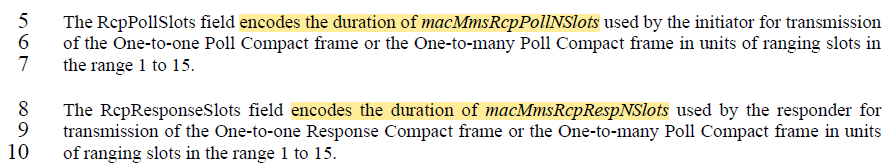 5 The RcpPollSlots field encodes the duration of macMmsRcpPollNSlots used by the initiator for transmission
6 of the One-to-one Poll Compact frame or the One-to-many Poll Compact frame in units of ranging slots in
7 the range 1 to 15.
8 The RcpResponseSlots field encodes the duration of macMmsRcpRespNSlots used by the responder for
9 transmission of the One-to-one Response Compact frame or the One-to-many Poll Compact frame in units
10 of ranging slots in the range 1 to 15.